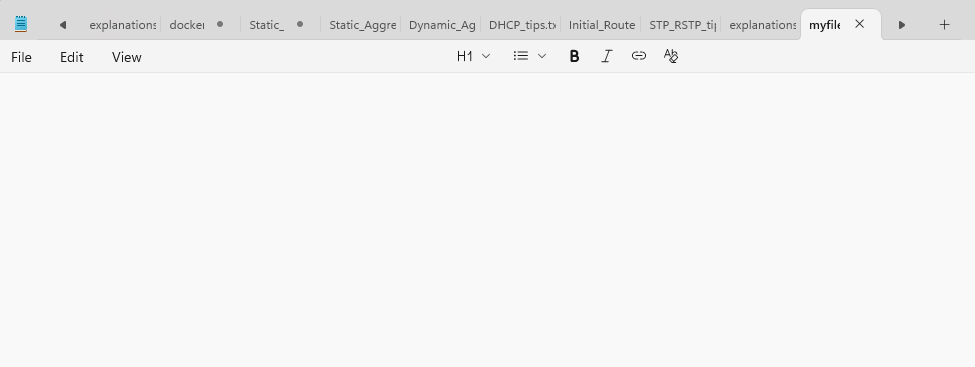 explanations docker Static_ Static_Aggre Dynamic_Ag DHCP_tips.tx Initial_Route STP_RSTP_tip explanations myfile
File Edit View H1 B I